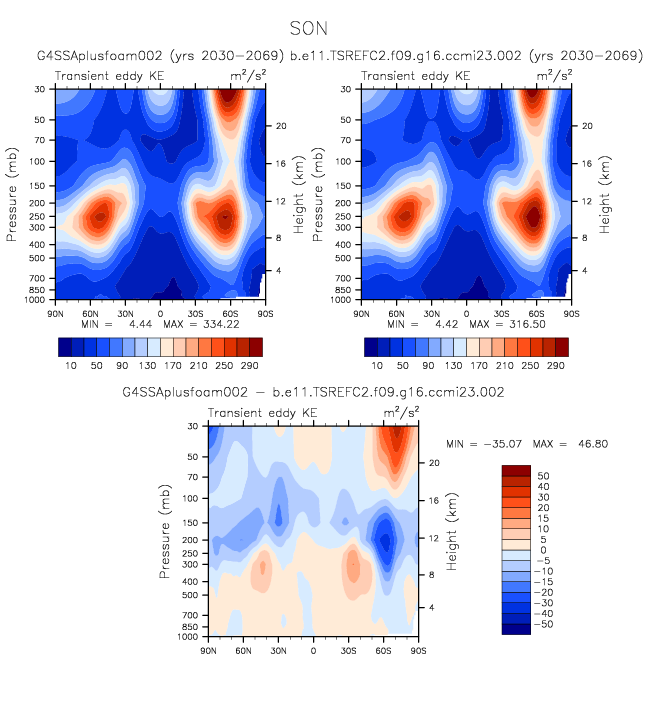 SON
G4SSAplusfoam002 (yrs 2030-2069) b.e11.TSREFC2.f09.g16.ccmi23.002 (yrs 2030-2069)
Transient eddy KE m²/s² Transient eddy KE m²/s²
30 30
50 20 50 20
70 70
100 16 100 16
150 150
200 12 200 12
250 250
300 8 300 8
400 400
500 500
700 4 700 4
850 850
1000 1000
Pressure (mb) Height (km) Pressure (mb) Height (km)
90N 60N 30N 0 30S 60S 90S 90N 60N 30N 0 30S 60S 90S
MIN = 4.44 MAX = 334.22 MIN = 4.42 MAX = 316.50
10 50 90 130 170 210 250 290 10 50 90 130 170 210 250 290
G4SSAplusfoam002 - b.e11.TSREFC2.f09.g16.ccmi23.002
Transient eddy KE m²/s²
MIN = -35.07 MAX = 46.80
30
50 20
70
100 16
150
200 12
250
300 8
400
500
700 4
850
1000
Pressure (mb) Height (km)
90N 60N 30N 0 30S 60S 90S
50
40
30
20
15
10
5
0
-5
-10
-15
-20
-30
-40
-50